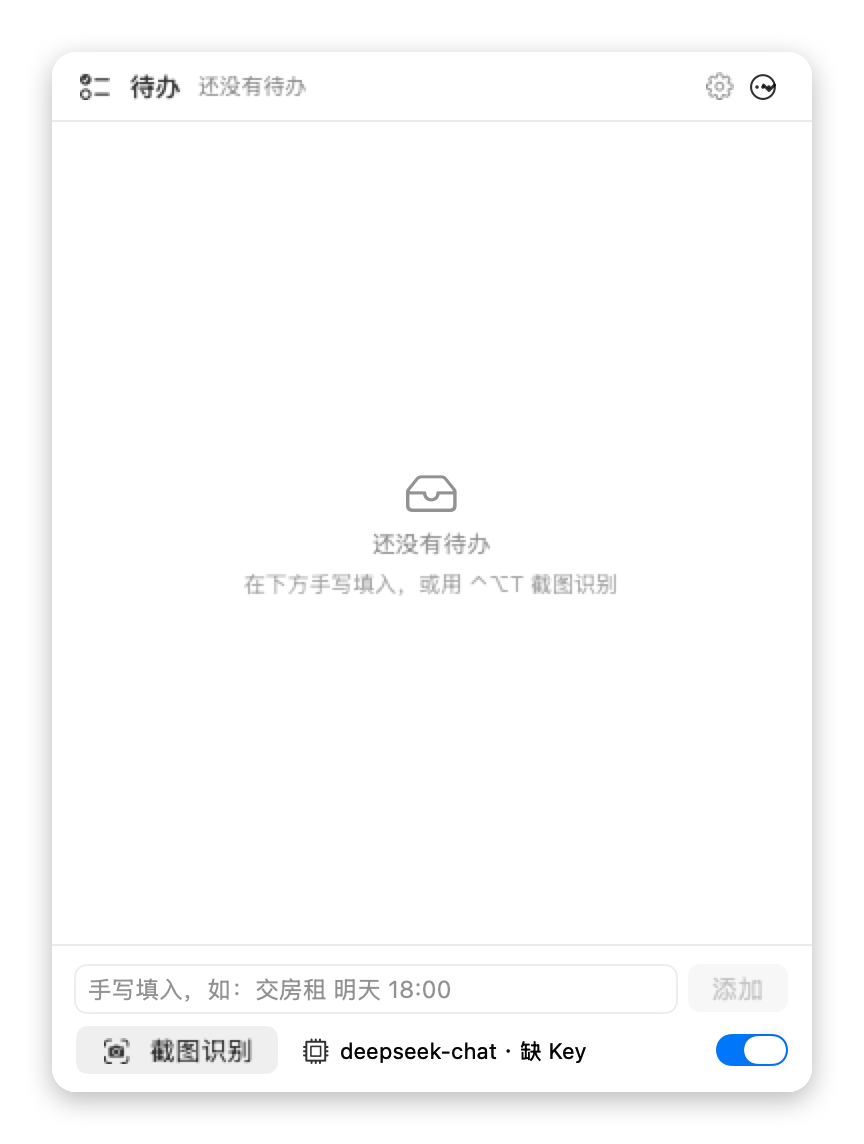 待办 还没有待办
还没有待办
在下方手写填入，或用 ⌃⌥T 截图识别
手写填入，如：交房租 明天 18:00 添加
截图识别 deepseek-chat · 缺 Key